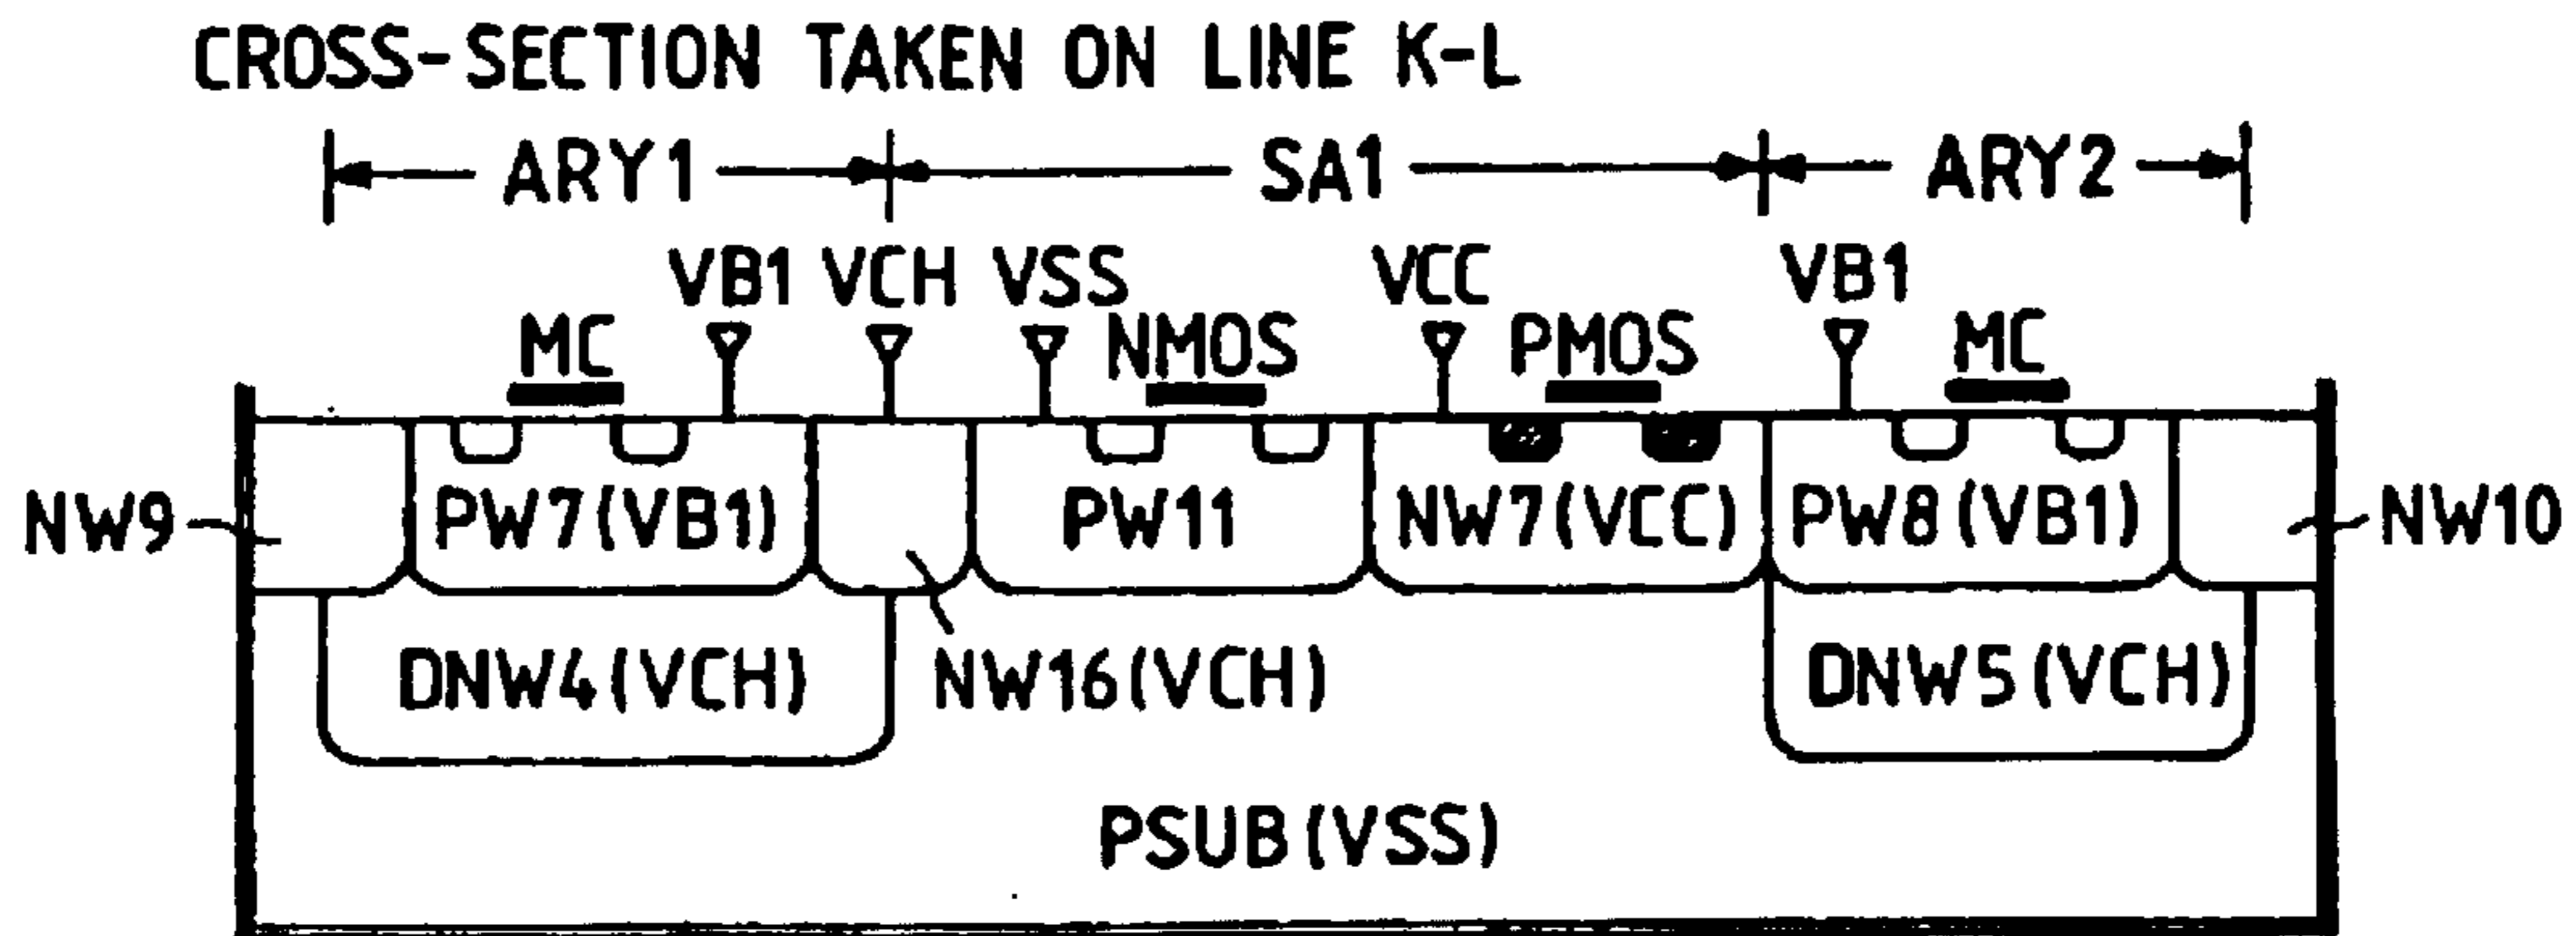 CROSS-SECTION TAKEN ON LINE K-L
ARY1 SA1 ARY2
VB1 VCH VSS VCC VB1
MC NMOS PMOS MC
NW9 PW7(VB1) PW11 NW7(VCC) PW8(VB1) NW10
DNW4(VCH) NW16(VCH) DNW5(VCH)
PSUB(VSS)